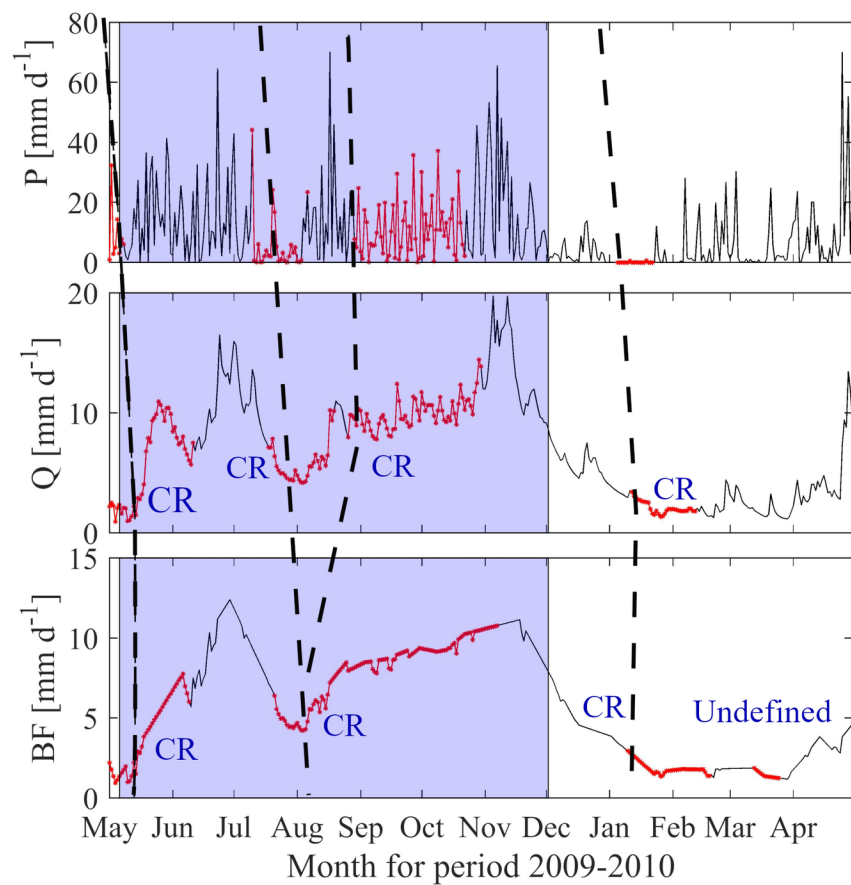 P [mm d⁻¹]
80
60
40
20
0
Q [mm d⁻¹]
20
10
0
CR
CR
CR
CR
BF [mm d⁻¹]
15
10
5
0
CR
CR
CR
Undefined
May Jun Jul Aug Sep Oct Nov Dec Jan Feb Mar Apr
Month for period 2009-2010